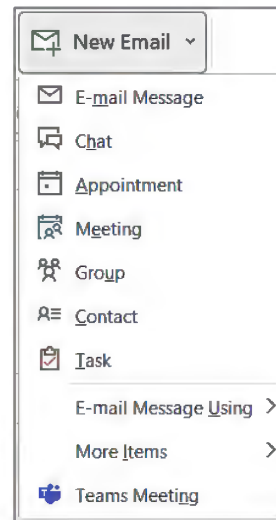 New Email
E-mail Message
Chat
Appointment
Meeting
Group
Contact
Task
E-mail Message Using
More Items
Teams Meeting